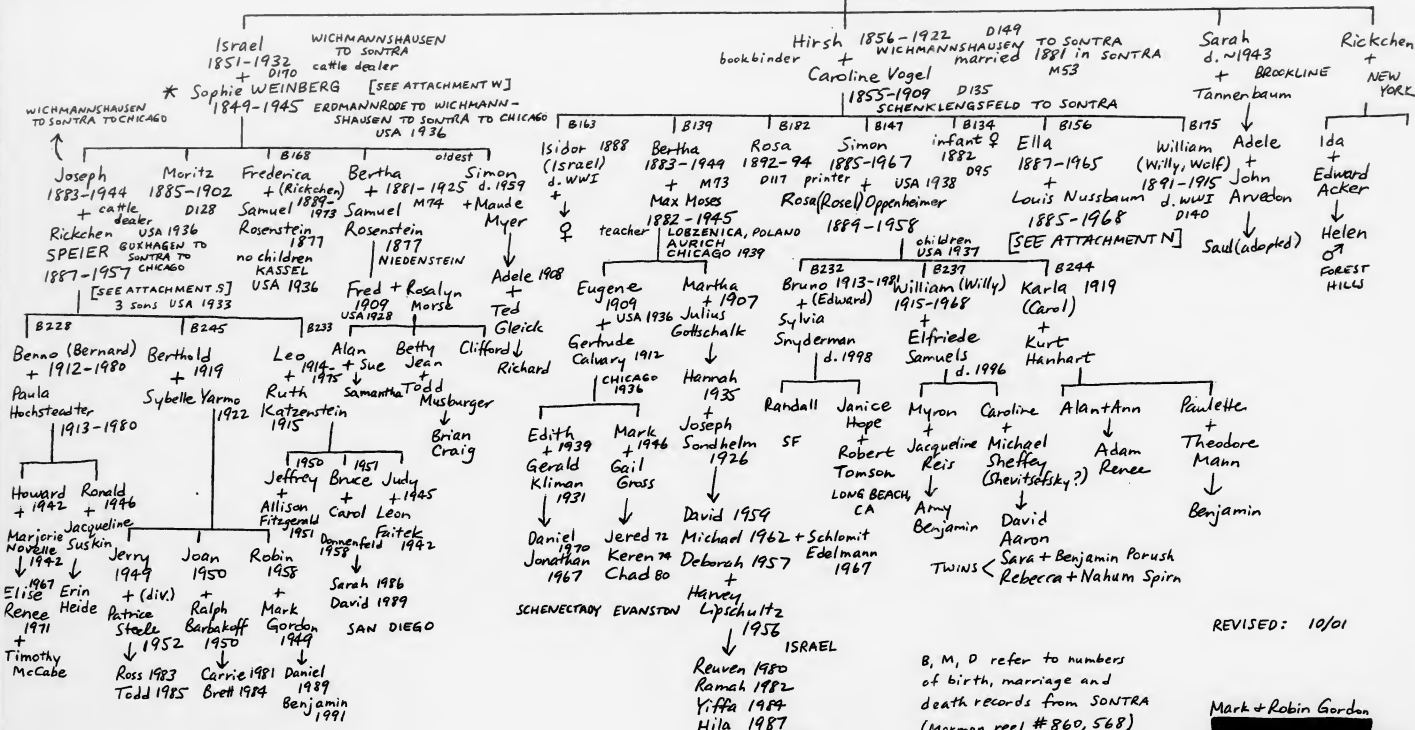 Israel
1851-1932
+ D170
WICHMANNSHAUSEN
TO SONTRA
cattle dealer
* Sophie WEINBERG [SEE ATTACHMENT W]
1849-1945 ERDMANNRODE TO WICHMANN-
SHAUSEN TO SONTRA TO CHICAGO
USA 1936
bookbinder
Hirsh 1856-1922 D149
WICHMANNSHAUSEN TO SONTRA
+ married 1881 in SONTRA
M53
Caroline Vogel
1855-1909 D135
SCHENKLENGSFELD TO SONTRA
Sarah
d. ~1943
+ BROOKLINE
Tannenbaum
Adele
+
John
Arvedon
Saul (adopted)
Rickchen
+
NEW
YORK
Ida
+
Edward
Acker
Helen
♂
FOREST
HILLS
WICHMANNSHAUSEN
TO SONTRA TO CHICAGO
Joseph
1883-1944
+ cattle
dealer
USA 1936
Rickchen
SPEIER GUXHAGEN TO
SONTRA TO
CHICAGO
1887-1957
[SEE ATTACHMENT S]
3 sons USA 1933
Moritz
1885-1902
D128
B168
Frederica
+ (Rickchen)
1889-
1973
Samuel
Rosenstein
1877
no children
KASSEL
USA 1936
Bertha
+ 1881-1925
M74
Samuel
Rosenstein
1877
NIEDENSTEIN
oldest
Simon
d. 1959
+ Maude
Myer
Adele 1908
+
Ted
Gleick
Richard
Fred + Rosalyn
1909 Morse
USA 1928
Alan
+ Sue
Samantha
Betty
Jean
+
Todd
Musburger
Brian
Craig
Clifford
B163
Isidor 1888
(Israel)
d. WWI
+
♀
B139
Bertha
1883-1949
+ M73
Max Moses
1882-1945
teacher
LOBZENICA, POLAND
AURICH
CHICAGO 1939
B182
Rosa
1892-94
D117
B147
Simon
1885-1967
printer + USA 1938
Rosa (Rosel) Oppenheimer
1889-1958
B134
infant ♀
1882
D95
B156
Ella
1887-1965
+
Louis Nussbaum
1885-1968
[SEE ATTACHMENT N]
B175
William
(Willy, Wolf)
1891-1915
d. WWI
D140
children
USA 1937
B228
Benno (Bernard)
+ 1912-1980
Paula
Hochsteadter
1913-1980
B245
Berthold
+ 1919
Sybelle Yarmo
1922
B233
Leo
+ 1914-
1975
Ruth
Katzenstein
1915
Eugene
1909
+ USA 1936
Gertrude
Calvary 1912
CHICAGO
1936
Martha
+ 1907
Julius
Gottschalk
Hannah
1935
+
Joseph
Sondhelm
1926
B232
Bruno 1913-1981
+ (Edward)
Sylvia
Snyderman
d. 1998
B237
William (Willy)
1915-1968
+
Elfriede
Samuels
d. 1996
B244
Karla 1919
(Carol)
+
Kurt
Hanhart
Howard
+ 1942
Marjorie
Novelle
1942
Elise 1967
Renee
1971
+
Timothy
McCabe
Ronald
+ 1946
Jacqueline
Suskin
Erin
Heide
Jerry
1949
+ (div.)
Patrice
Steele
1952
Ross 1983
Todd 1985
Joan
1950
+
Ralph
Barbakoff
1950
Carrie 1981
Brett 1984
Robin
1958
+
Mark
Gordon
1949
Daniel
1989
Benjamin
1991
1950
Jeffrey
+
Allison
Fitzgerald
1951
1957
Bruce
+
Carol
Donnenfeld
1958
Sarah 1986
David 1989
SAN DIEGO
Judy
+ 1945
Leon
Faitek
1942
Edith
+ 1939
Gerald
Kliman
1931
Daniel
1970
Jonathan
1967
SCHENECTADY
Mark
+ 1946
Gail
Gross
Jered 72
Keren 74
Chad 80
EVANSTON
David 1959
Michael 1962 + Schlomit
Edelmann
1967
Deborah 1957
+
Harvey
Lipschultz
1956
ISRAEL
Reuven 1980
Ramah 1982
Yiffa 1984
Hila 1987
Randall
SF
Janice
Hope
+
Robert
Tomson
LONG BEACH,
CA
Myron
+
Jacqueline
Reis
Amy
Benjamin
Caroline
+
Michael
Sheffey
(Shevitsofsky?)
David
Aaron
TWINS < Sara + Benjamin Porush
Rebecca + Nahum Spirn
Alan + Ann
Adam
Renee
Paulette
+
Theodore
Mann
Benjamin
REVISED: 10/01
B, M, D refer to numbers
of birth, marriage and
death records from SONTRA
(Mormon reel #860,568)
Mark + Robin Gordon